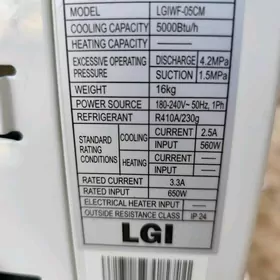 MODEL LGIWF-05CM
COOLING CAPACITY 5000Btu/h
HEATING CAPACITY —
EXCESSIVE OPERATING PRESSURE DISCHARGE 4.2MPa
SUCTION 1.5MPa
WEIGHT 16kg
POWER SOURCE 180-240V~ 50Hz, 1Ph
REFRIGERANT R410A/230g
STANDARD RATING CONDITIONS COOLING CURRENT 2.5A
INPUT 560W
HEATING CURRENT —
INPUT —
RATED CURRENT 3.3A
RATED INPUT 650W
ELECTRICAL HEATER INPUT —
OUTSIDE RESISTANCE CLASS IP 24
LGI